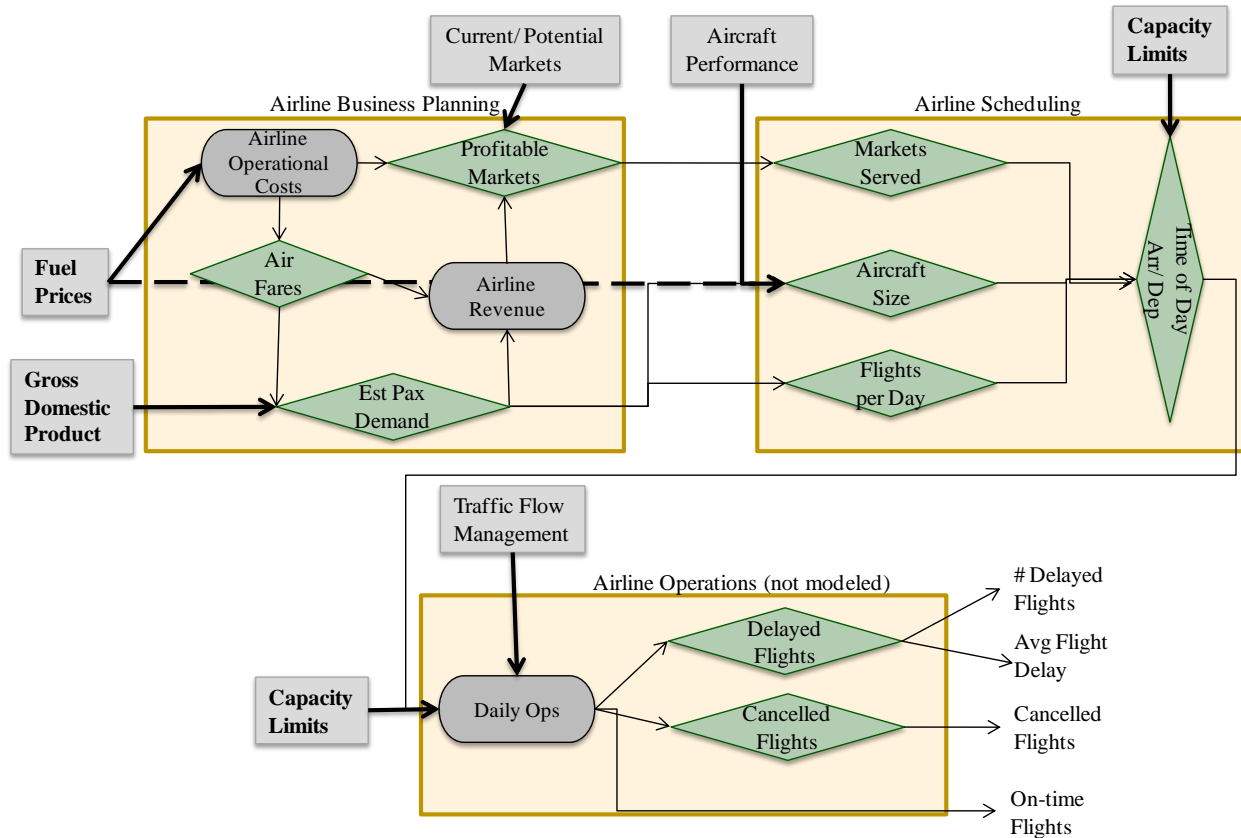 Current/ Potential
Markets
Aircraft
Performance
Capacity
Limits
Airline Business Planning
Airline Scheduling
Airline
Operational
Costs
Profitable
Markets
Markets
Served
Fuel
Prices
Air
Fares
Airline
Revenue
Aircraft
Size
Time of Day
Arr/ Dep
Gross
Domestic
Product
Est Pax
Demand
Flights
per Day
Traffic Flow
Management
Airline Operations (not modeled)
# Delayed
Flights
Delayed
Flights
Avg Flight
Delay
Capacity
Limits
Daily Ops
Cancelled
Flights
Cancelled
Flights
On-time
Flights